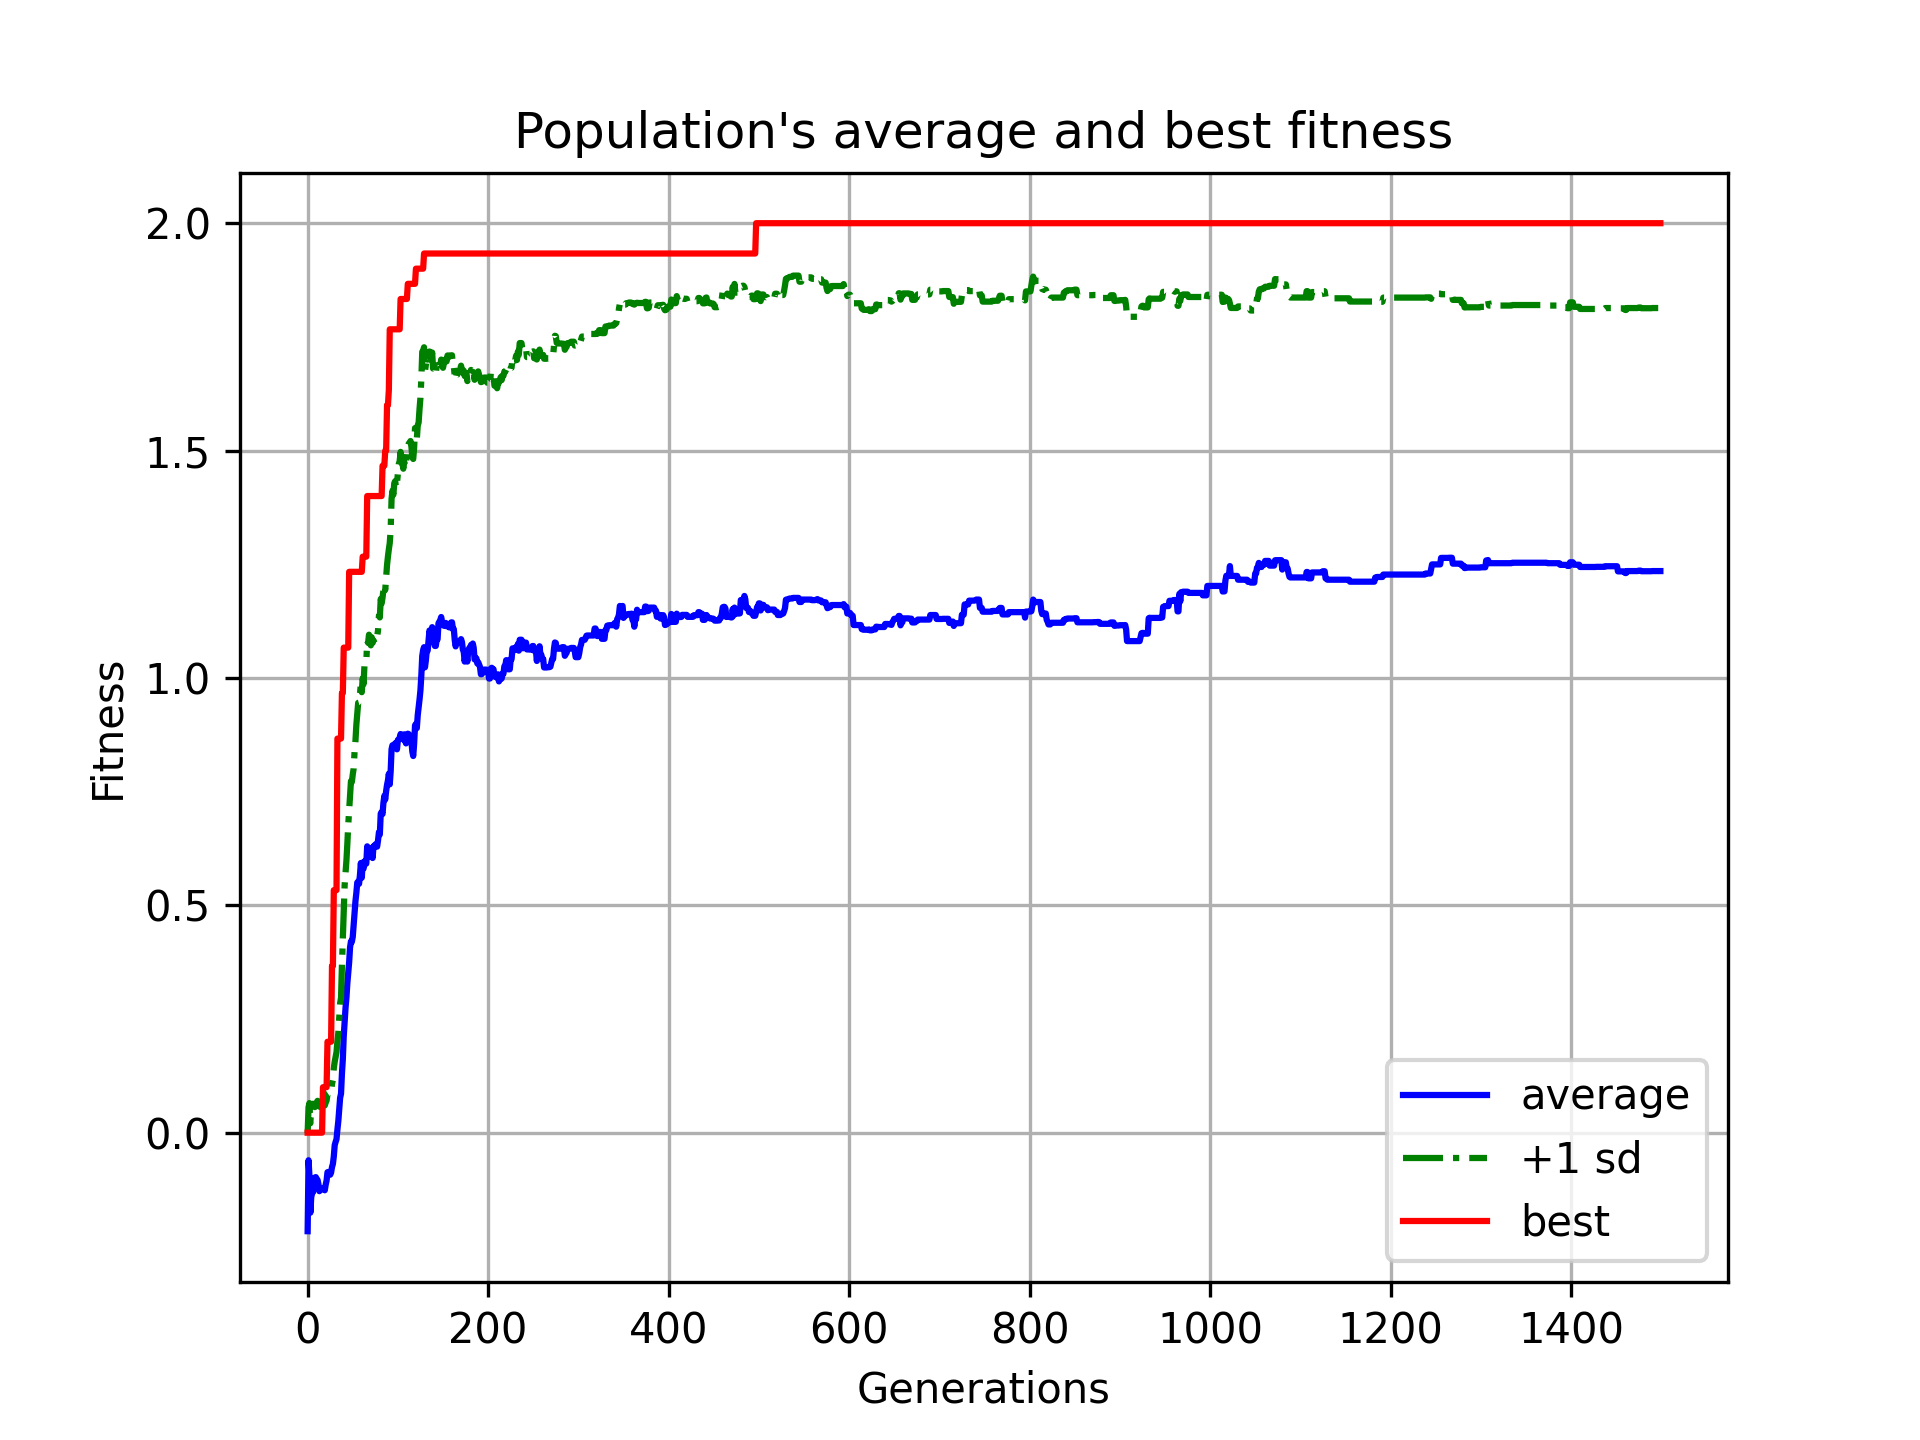 Population's average and best fitness
Fitness
2.0
1.5
1.0
0.5
0.0
0 200 400 600 800 1000 1200 1400
Generations
average
+1 sd
best